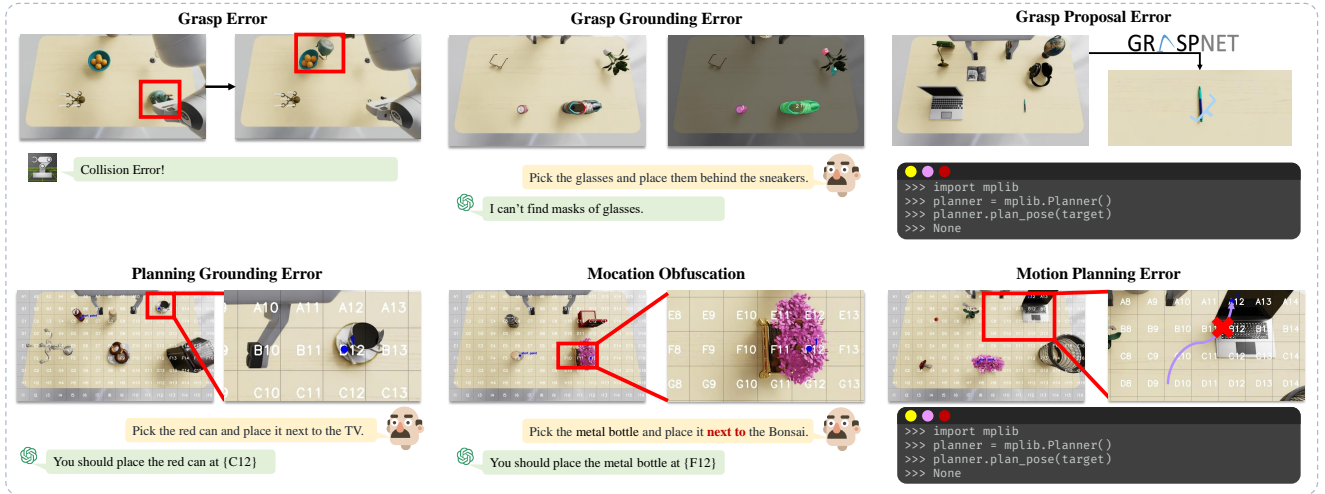 Grasp Error
Grasp Grounding Error
Grasp Proposal Error
GRASPNET
Collision Error!
Pick the glasses and place them behind the sneakers.
I can't find masks of glasses.
>>> import mplib
>>> planner = mplib.Planner()
>>> planner.plan_pose(target)
>>> None
Planning Grounding Error
Mocation Obfuscation
Motion Planning Error
A10 A11 A12 A13
B10 B11 C12 B13
C10 C11 C12 C13
E8 E9 E10 E11 E12 E13
F8 F9 F10 F11 F13
G8 G9 G10 G11 G12 G13
A8 A9 A10 A11 C12 A13 A14
B8 B9 B10 B11 B12 B13 B14
C8 C9 C10 C11 C12 C13
D8 D9 D10 D11 D12 D13
Pick the red can and place it next to the TV.
You should place the red can at {C12}
Pick the metal bottle and place it next to the Bonsai.
You should place the metal bottle at {F12}
>>> import mplib
>>> planner = mplib.Planner()
>>> planner.plan_pose(target)
>>> None